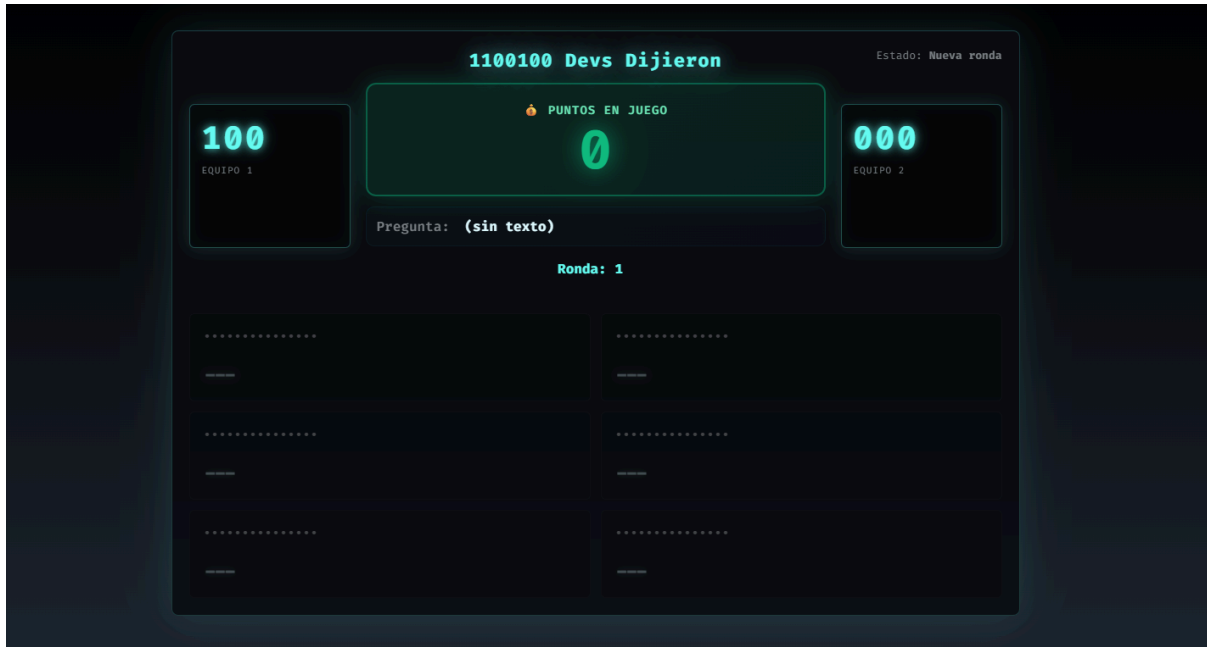 1100100 Devs Dijieron
Estado: Nueva ronda
100
EQUIPO 1
💰 PUNTOS EN JUEGO
0
000
EQUIPO 2
Pregunta: (sin texto)
Ronda: 1
•••••••••••••••
———
•••••••••••••••
———
•••••••••••••••
———
•••••••••••••••
———
•••••••••••••••
———
•••••••••••••••
———